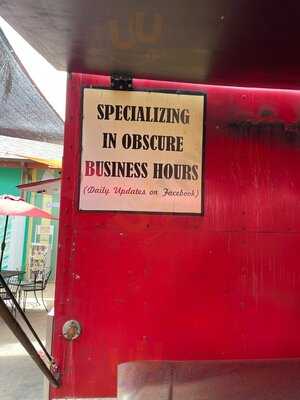 SPECIALIZING
IN OBSCURE
BUSINESS HOURS
(Daily Updates on Facebook)